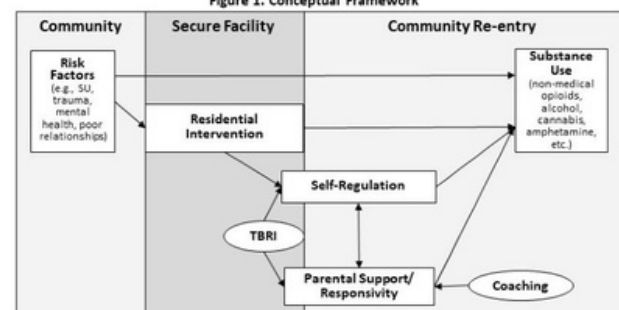 Figure 1. Conceptual Framework
Community
Secure Facility
Community Re-entry
Risk
Factors
(e.g., SU,
trauma,
mental
health, poor
relationships)
Residential
Intervention
Substance
Use
(non-medical
opioids,
alcohol,
cannabis,
amphetamine,
etc.)
Self-Regulation
TBRI
Parental Support/
Responsivity
Coaching